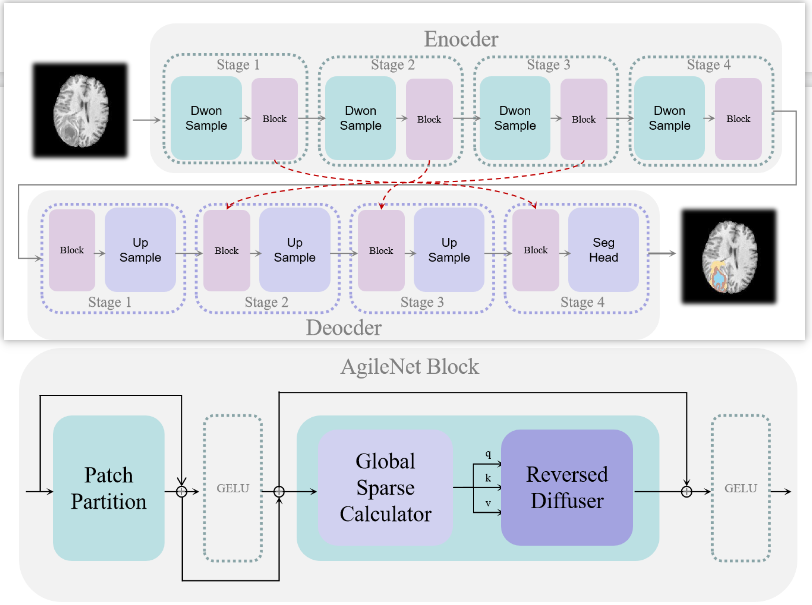 Enocder
Stage 1
Stage 2
Stage 3
Stage 4
Dwon
Sample
Block
Dwon
Sample
Block
Dwon
Sample
Block
Dwon
Sample
Block
Block
Up
Sample
Block
Up
Sample
Block
Up
Sample
Block
Seg
Head
Stage 1
Stage 2
Stage 3
Stage 4
Deocder
AgileNet Block
Patch
Partition
GELU
Global
Sparse
Calculator
q
k
v
Reversed
Diffuser
GELU